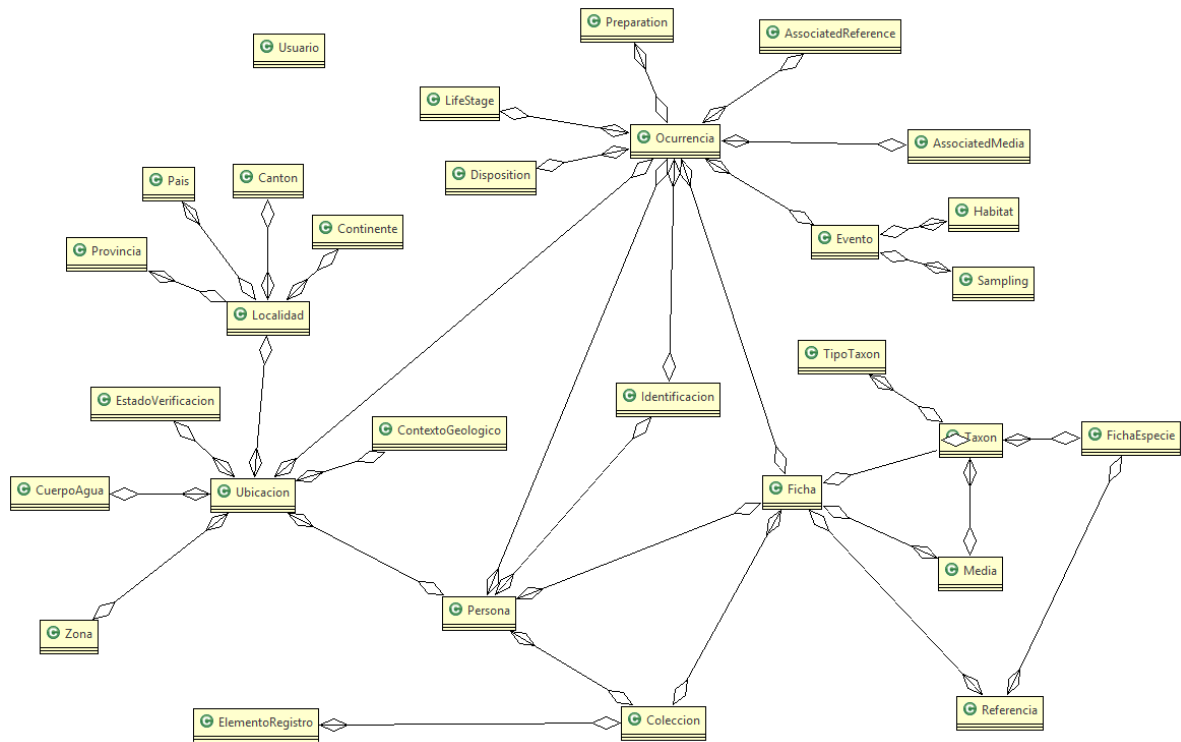 Preparation
AssociatedReference
Usuario
LifeStage
Ocurrencia
AssociatedMedia
Disposition
Pais
Canton
Habitat
Continente
Evento
Provincia
Sampling
Localidad
TipoTaxon
EstadoVerificacion
Identificacion
ContextoGeologico
Taxon
FichaEspecie
CuerpoAgua
Ubicacion
Ficha
Media
Persona
Zona
Referencia
ElementoRegistro
Coleccion